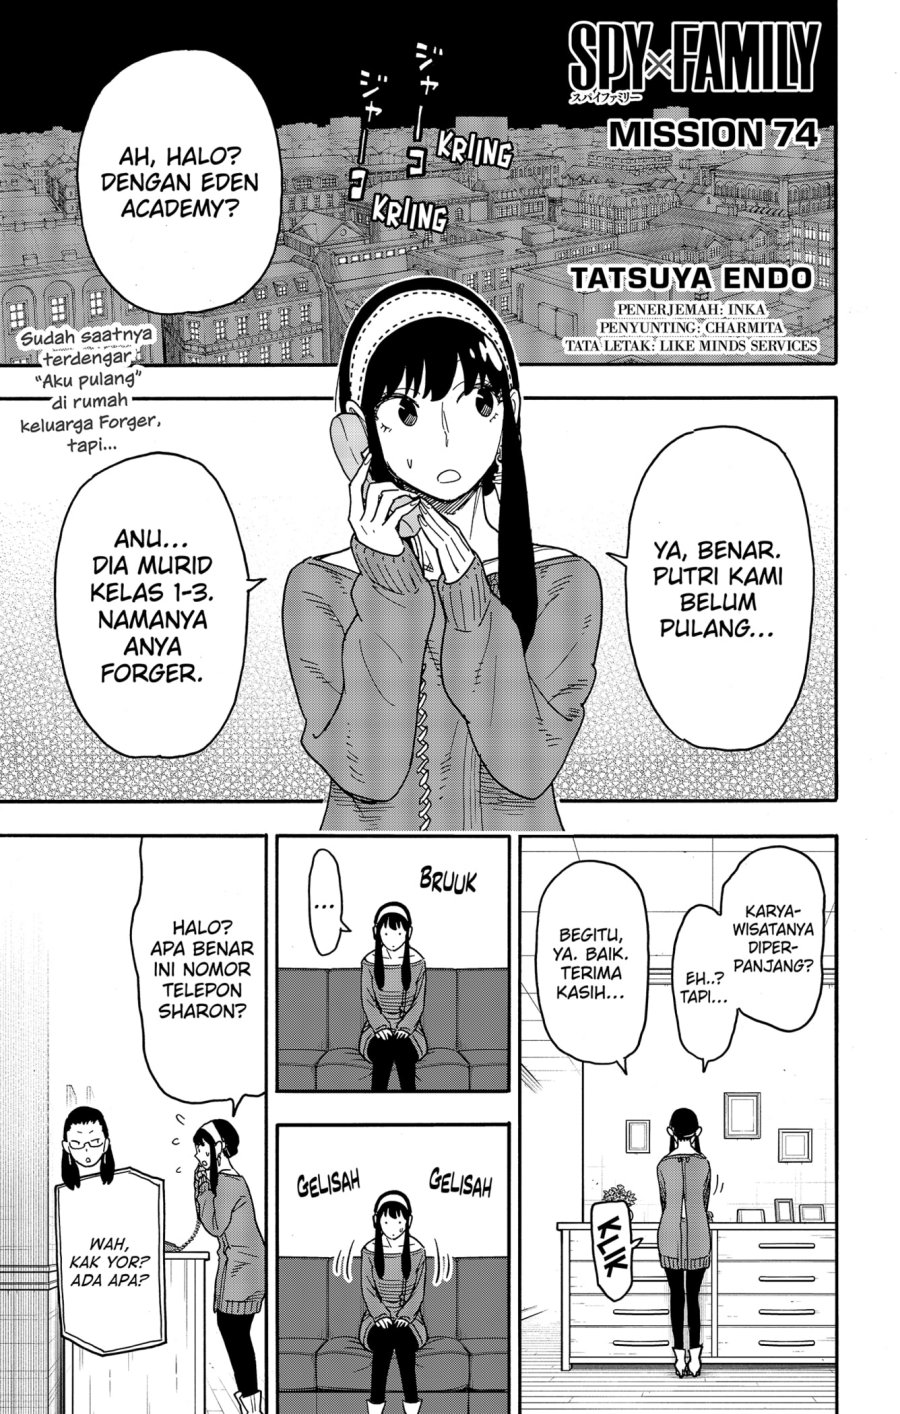 SPY×FAMILY
スパイファミリー
MISSION 74
TATSUYA ENDO
PENERJEMAH: INKA
PENYUNTING: CHARMITA
TATA LETAK: LIKE MINDS SERVICES
ジャーーコ
KRIING
ジャーーコ
KRIING
AH, HALO?
DENGAN EDEN
ACADEMY?
Sudah saatnya
terdengar
“Aku pulang”
di rumah
keluarga Forger,
tapi...
YA, BENAR.
PUTRI KAMI
BELUM
PULANG...
ANU...
DIA MURID
KELAS 1-3.
NAMANYA
ANYA
FORGER.
KARYA-
WISATANYA
DIPER-
PANJANG?
EH..?
TAPI...
BEGITU,
YA. BAIK.
TERIMA
KASIH...
KLIK
BRUUK
...
GELISAH
GELISAH
HALO?
APA BENAR
INI NOMOR
TELEPON
SHARON?
WAH,
KAK YOR?
ADA APA?